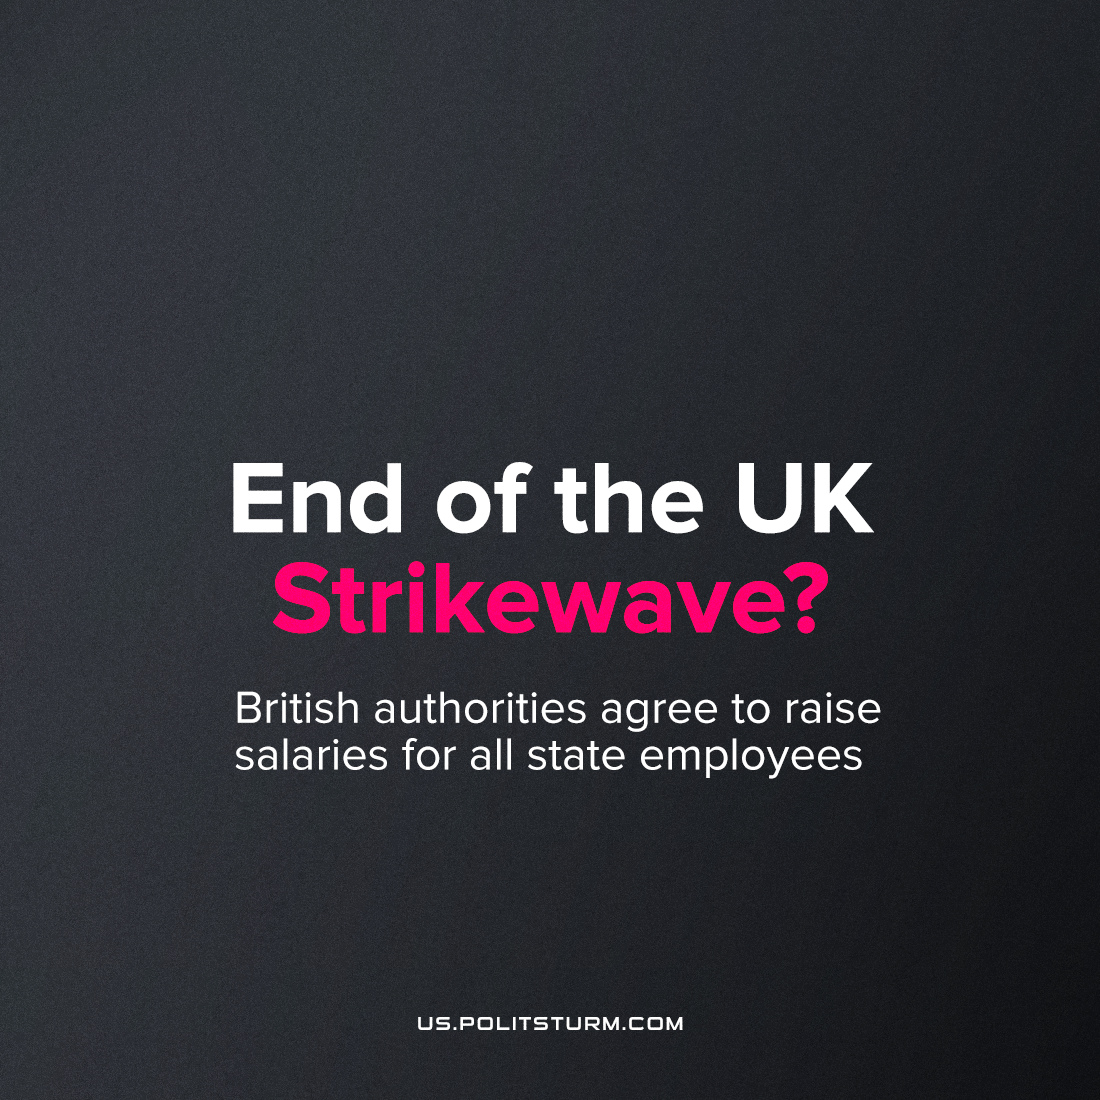 End of the UK
Strikewave?
British authorities agree to raise
salaries for all state employees
US.POLITSTURM.COM